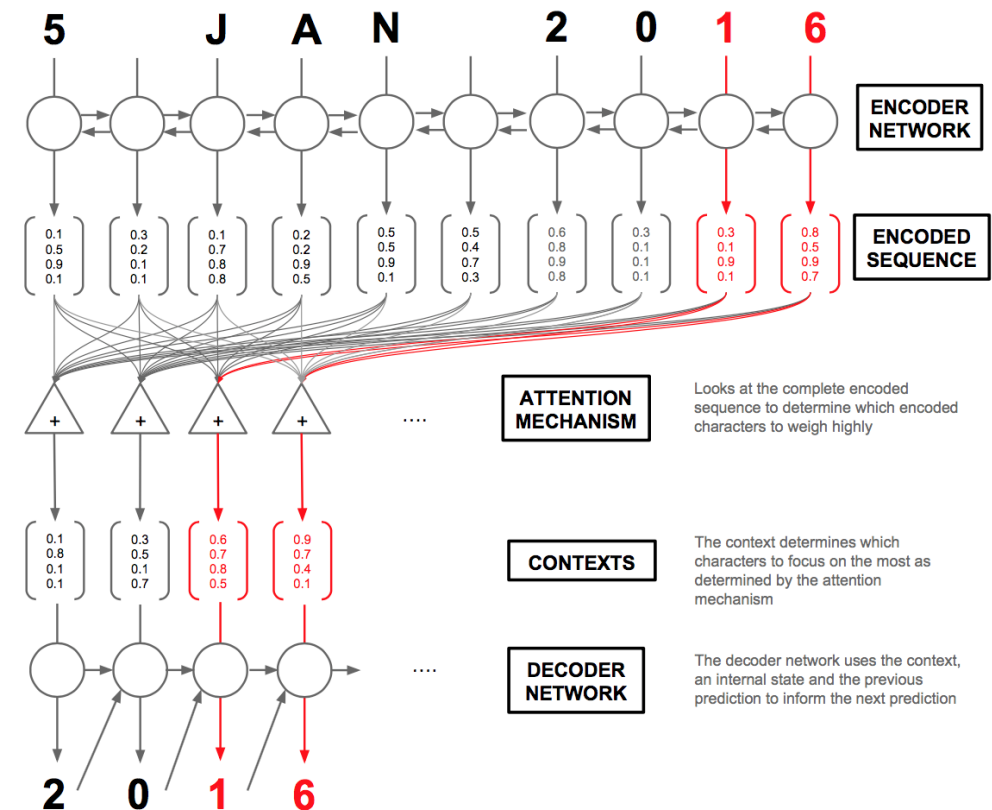 5 J A N 2 0 1 6
ENCODER
NETWORK
0.1 0.3 0.1 0.2 0.5 0.5 0.6 0.3 0.3 0.8
0.5 0.2 0.7 0.2 0.5 0.4 0.8 0.1 0.1 0.5
0.9 0.1 0.8 0.9 0.9 0.7 0.9 0.1 0.9 0.9
0.1 0.1 0.8 0.5 0.1 0.3 0.8 0.1 0.1 0.7
ENCODED
SEQUENCE
+ + + + ....
ATTENTION
MECHANISM
Looks at the complete encoded
sequence to determine which encoded
characters to weigh highly
0.1 0.3 0.6 0.9
0.8 0.5 0.7 0.7
0.1 0.1 0.8 0.4
0.1 0.7 0.5 0.1
CONTEXTS
The context determines which
characters to focus on the most as
determined by the attention
mechanism
....
DECODER
NETWORK
The decoder network uses the context,
an internal state and the previous
prediction to inform the next prediction
2 0 1 6